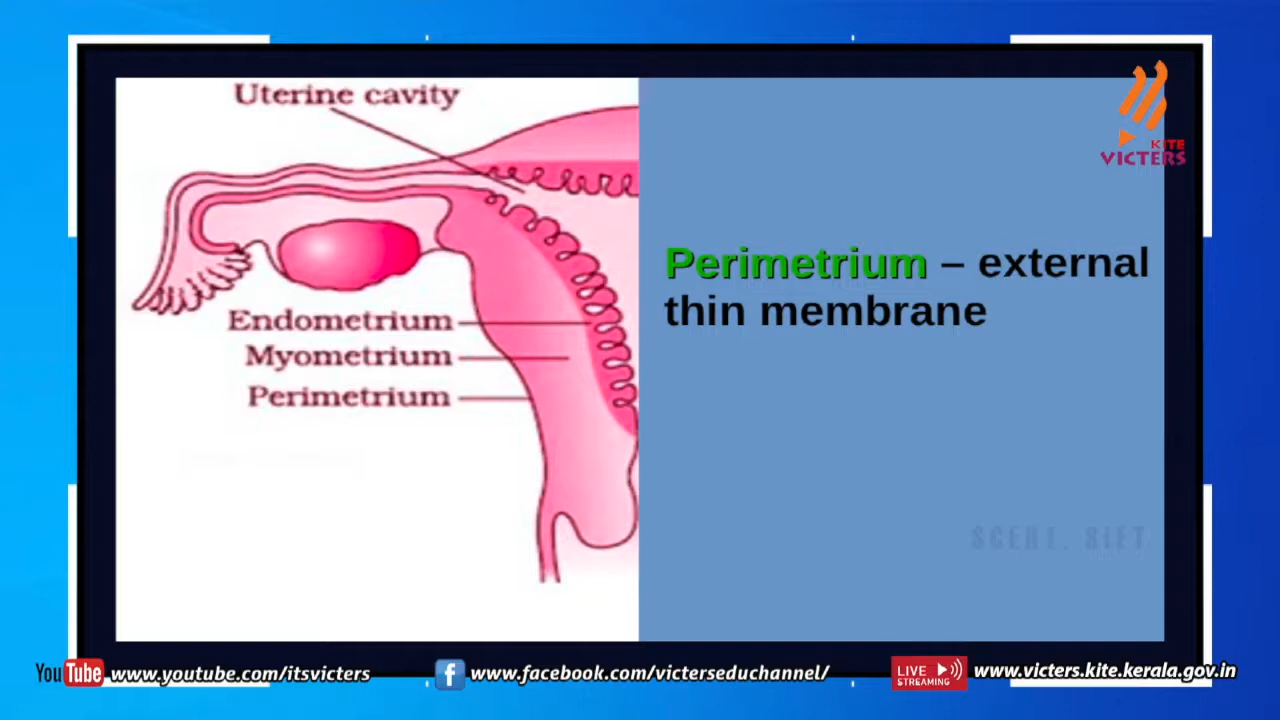 Uterine cavity
Endometrium
Myometrium
Perimetrium
Perimetrium – external
thin membrane
KITE
VICTERS
SCERT, SIET
YouTube www.youtube.com/itsvicters
f www.facebook.com/victerseduchannel/
LIVE
STREAMING
www.victers.kite.kerala.gov.in